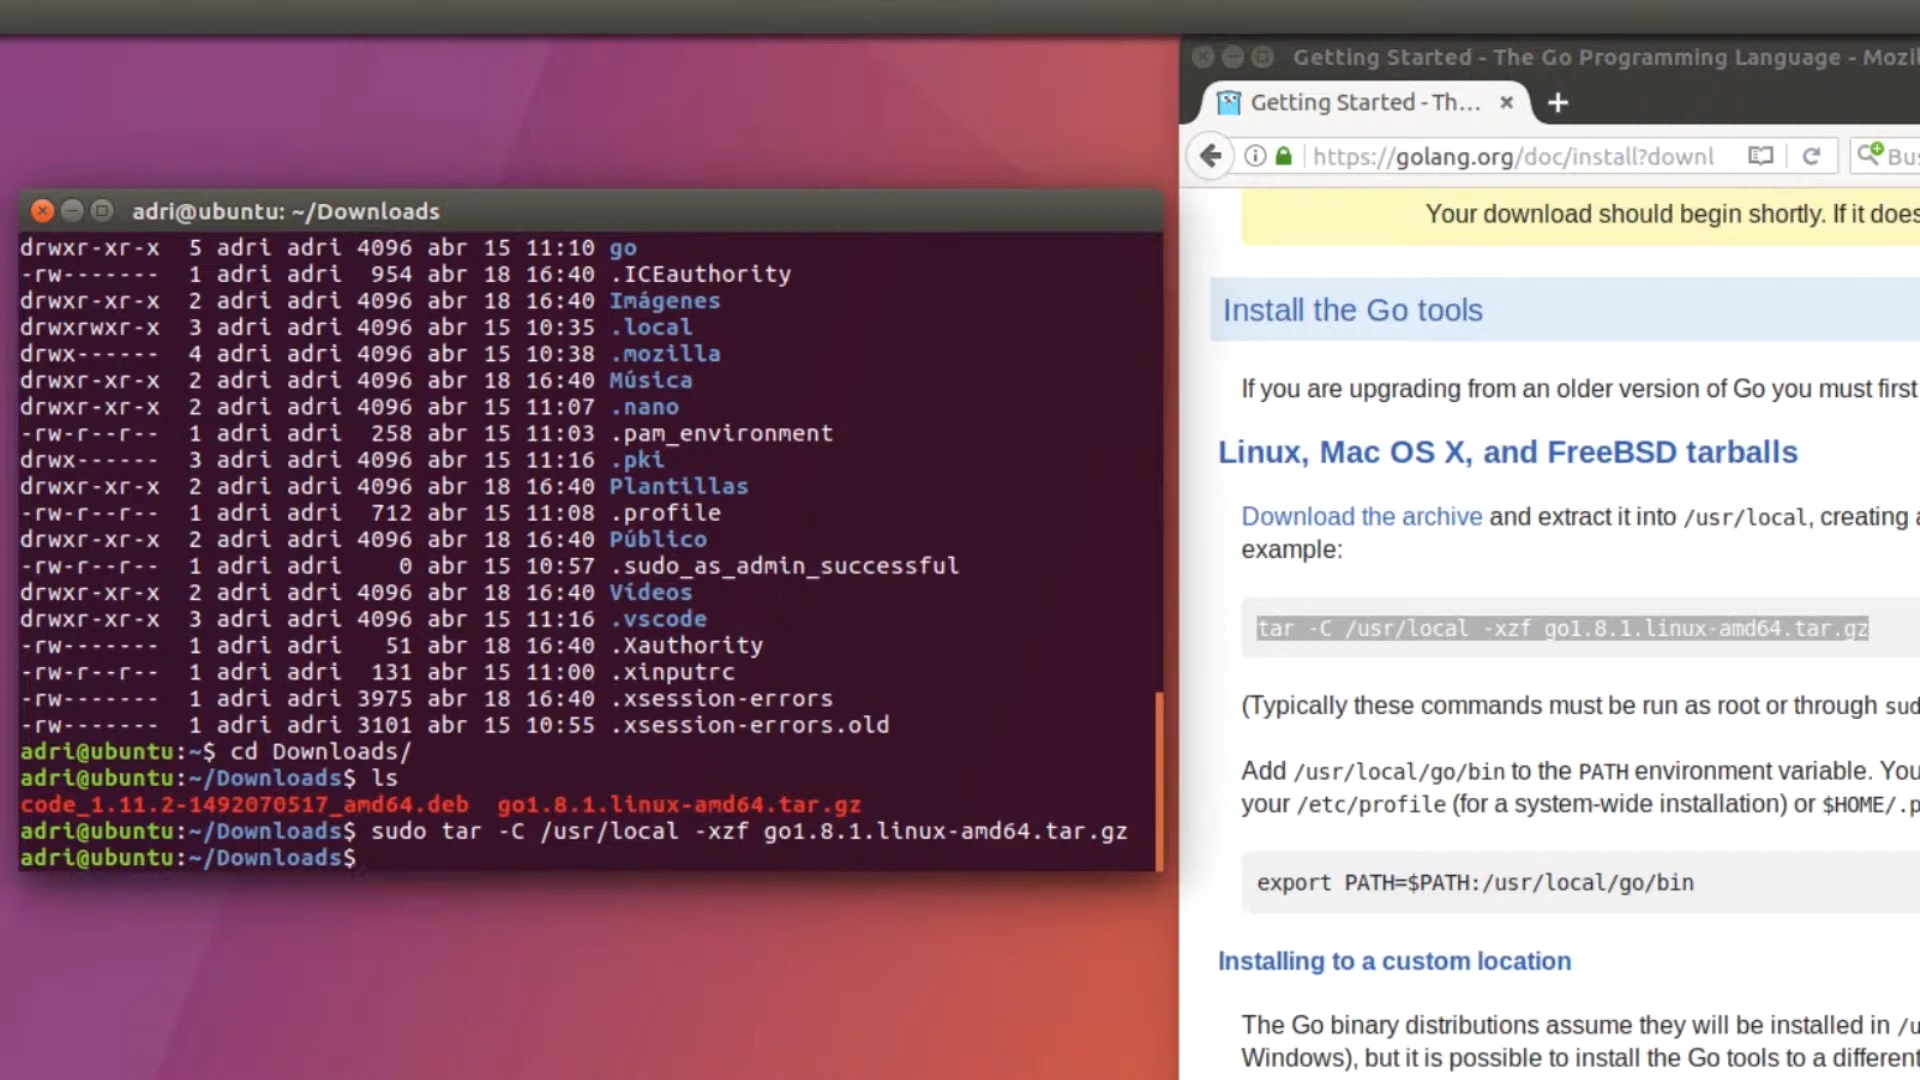 adri@ubuntu: ~/Downloads
drwxr-xr-x 5 adri adri 4096 abr 15 11:10 go
-rw------- 1 adri adri 954 abr 18 16:40 .ICEauthority
drwxr-xr-x 2 adri adri 4096 abr 18 16:40 Imágenes
drwxrwxr-x 3 adri adri 4096 abr 15 10:35 .local
drwx------ 4 adri adri 4096 abr 15 10:38 .mozilla
drwxr-xr-x 2 adri adri 4096 abr 18 16:40 Música
drwxr-xr-x 2 adri adri 4096 abr 15 11:07 .nano
-rw-r--r-- 1 adri adri 258 abr 15 11:03 .pam_environment
drwx------ 3 adri adri 4096 abr 15 11:16 .pki
drwxr-xr-x 2 adri adri 4096 abr 18 16:40 Plantillas
-rw-r--r-- 1 adri adri 712 abr 15 11:08 .profile
drwxr-xr-x 2 adri adri 4096 abr 18 16:40 Público
-rw-r--r-- 1 adri adri 0 abr 15 10:57 .sudo_as_admin_successful
drwxr-xr-x 2 adri adri 4096 abr 18 16:40 Vídeos
drwxr-xr-x 3 adri adri 4096 abr 15 11:16 .vscode
-rw------- 1 adri adri 51 abr 18 16:40 .Xauthority
-rw-r--r-- 1 adri adri 131 abr 15 11:00 .xinputrc
-rw------- 1 adri adri 3975 abr 18 16:40 .xsession-errors
-rw------- 1 adri adri 3101 abr 15 10:55 .xsession-errors.old
adri@ubuntu:~$ cd Downloads/
adri@ubuntu:~/Downloads$ ls
code_1.11.2-1492070517_amd64.deb go1.8.1.linux-amd64.tar.gz
adri@ubuntu:~/Downloads$ sudo tar -C /usr/local -xzf go1.8.1.linux-amd64.tar.gz
adri@ubuntu:~/Downloads$
Getting Started - The Go Programming Language - Mozil
Getting Started - Th...
https://golang.org/doc/install?downl
Bus
Your download should begin shortly. If it does
Install the Go tools
If you are upgrading from an older version of Go you must first
Linux, Mac OS X, and FreeBSD tarballs
Download the archive and extract it into /usr/local, creating a
example:
tar -C /usr/local -xzf go1.8.1.linux-amd64.tar.gz
(Typically these commands must be run as root or through sud
Add /usr/local/go/bin to the PATH environment variable. You
your /etc/profile (for a system-wide installation) or $HOME/.p
export PATH=$PATH:/usr/local/go/bin
Installing to a custom location
The Go binary distributions assume they will be installed in /u
Windows), but it is possible to install the Go tools to a different